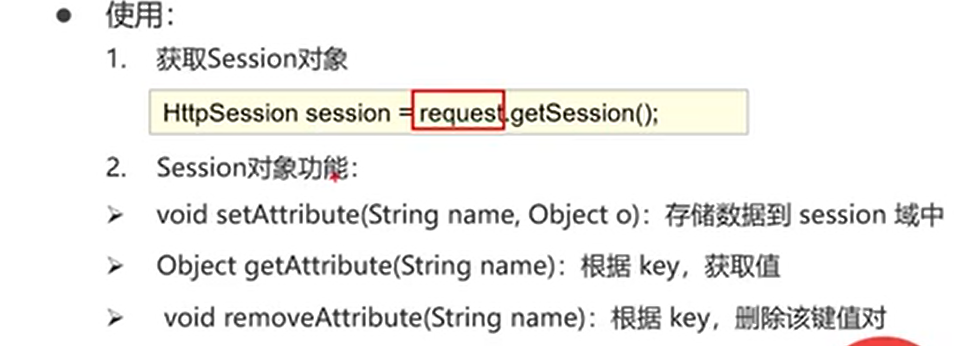 ● 使用：
1. 获取Session对象
HttpSession session = request.getSession();
2. Session对象功能：
➢ void setAttribute(String name, Object o)：存储数据到 session 域中
➢ Object getAttribute(String name)：根据 key，获取值
➢ void removeAttribute(String name)：根据 key，删除该键值对